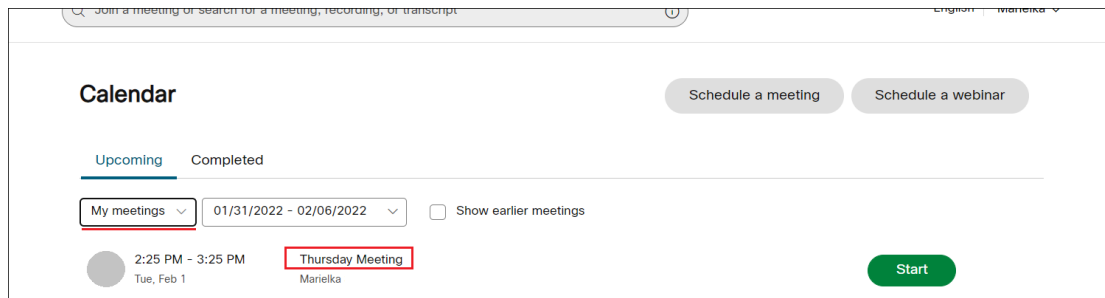 Join a meeting or search for a meeting, recording, or transcript
English Marielka
Calendar
Schedule a meeting Schedule a webinar
Upcoming Completed
My meetings 01/31/2022 - 02/06/2022 Show earlier meetings
2:25 PM - 3:25 PM Thursday Meeting Start
Tue, Feb 1 Marielka